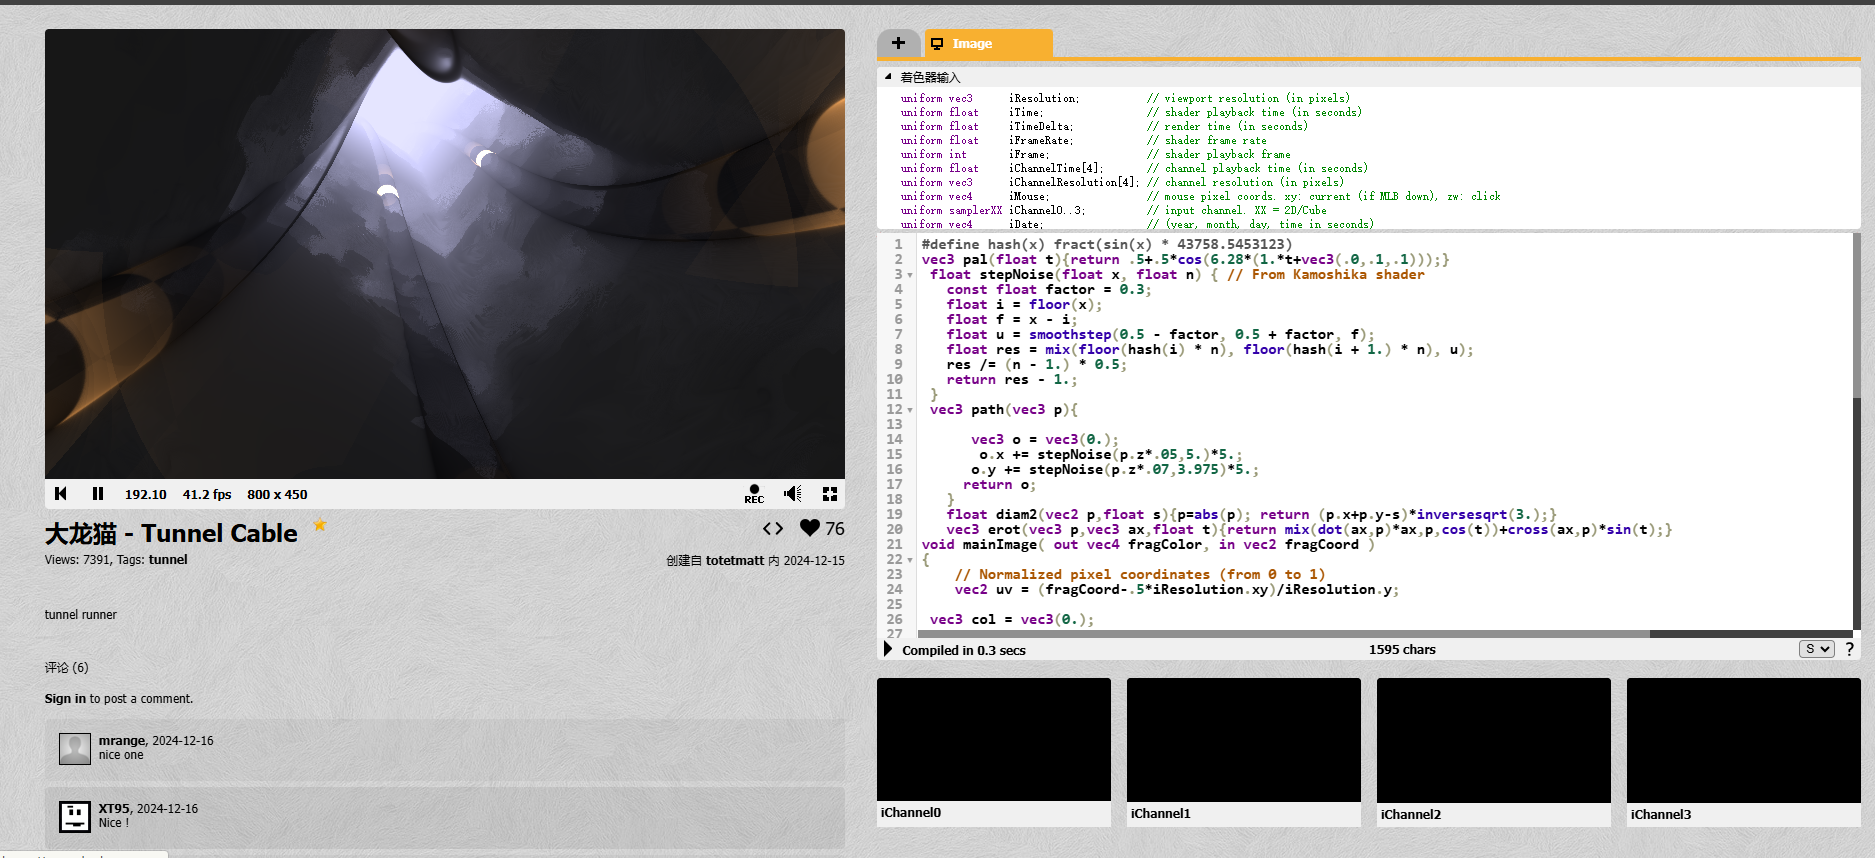 192.10 41.2 fps 800 x 450 REC
大龙猫 - Tunnel Cable
76
Views: 7391, Tags: tunnel
创建自 totetmatt 内 2024-12-15
tunnel runner
评论 (6)
Sign in to post a comment.
mrange, 2024-12-16
nice one
XT95, 2024-12-16
Nice !
Image
着色器输入
uniform vec3 iResolution; // viewport resolution (in pixels)
uniform float iTime; // shader playback time (in seconds)
uniform float iTimeDelta; // render time (in seconds)
uniform float iFrameRate; // shader frame rate
uniform int iFrame; // shader playback frame
uniform float iChannelTime[4]; // channel playback time (in seconds)
uniform vec3 iChannelResolution[4]; // channel resolution (in pixels)
uniform vec4 iMouse; // mouse pixel coords. xy: current (if MLB down), zw: click
uniform samplerXX iChannel0..3; // input channel. XX = 2D/Cube
uniform vec4 iDate; // (year, month, day, time in seconds)
1 #define hash(x) fract(sin(x) * 43758.5453123)
2 vec3 pal(float t){return .5+.5*cos(6.28*(1.*t+vec3(.0,.1,.1)));}
3 float stepNoise(float x, float n) { // From Kamoshika shader
4 const float factor = 0.3;
5 float i = floor(x);
6 float f = x - i;
7 float u = smoothstep(0.5 - factor, 0.5 + factor, f);
8 float res = mix(floor(hash(i) * n), floor(hash(i + 1.) * n), u);
9 res /= (n - 1.) * 0.5;
10 return res - 1.;
11 }
12 vec3 path(vec3 p){
13
14 vec3 o = vec3(0.);
15 o.x += stepNoise(p.z*.05,5.)*5.;
16 o.y += stepNoise(p.z*.07,3.975)*5.;
17 return o;
18 }
19 float diam2(vec2 p,float s){p=abs(p); return (p.x+p.y-s)*inversesqrt(3.);}
20 vec3 erot(vec3 p,vec3 ax,float t){return mix(dot(ax,p)*ax,p,cos(t))+cross(ax,p)*sin(t);}
21 void mainImage( out vec4 fragColor, in vec2 fragCoord )
22 {
23 // Normalized pixel coordinates (from 0 to 1)
24 vec2 uv = (fragCoord-.5*iResolution.xy)/iResolution.y;
25
26 vec3 col = vec3(0.);
27
Compiled in 0.3 secs 1595 chars S ?
iChannel0 iChannel1 iChannel2 iChannel3